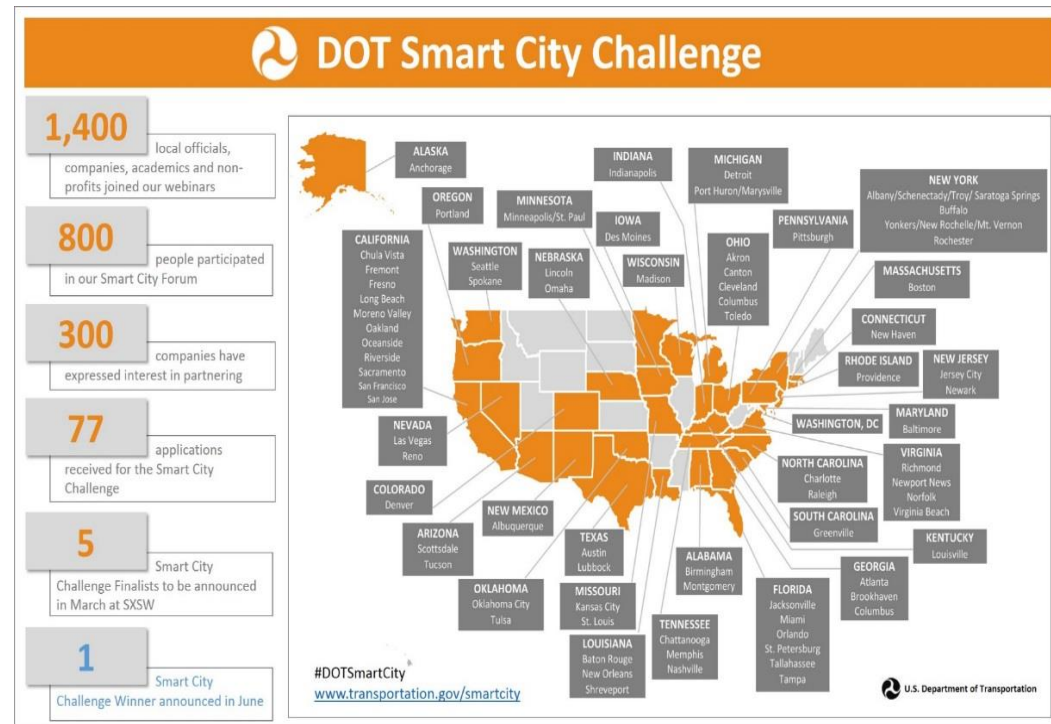 DOT Smart City Challenge
1,400
local officials,
companies, academics and non-
profits joined our webinars
800
people participated
in our Smart City Forum
300
companies have
expressed interest in partnering
77
applications
received for the Smart City
Challenge
5
Smart City
Challenge Finalists to be announced
in March at SXSW
1
Smart City
Challenge Winner announced in June
ALASKA
Anchorage
OREGON
Portland
CALIFORNIA
Chula Vista
Fremont
Fresno
Long Beach
Moreno Valley
Oakland
Oceanside
Riverside
Sacramento
San Francisco
San Jose
WASHINGTON
Seattle
Spokane
MINNESOTA
Minneapolis/St. Paul
NEBRASKA
Lincoln
Omaha
IOWA
Des Moines
INDIANA
Indianapolis
WISCONSIN
Madison
MICHIGAN
Detroit
Port Huron/Marysville
OHIO
Akron
Canton
Cleveland
Columbus
Toledo
PENNSYLVANIA
Pittsburgh
NEW YORK
Albany/Schenectady/Troy/ Saratoga Springs
Buffalo
Yonkers/New Rochelle/Mt. Vernon
Rochester
MASSACHUSETTS
Boston
CONNECTICUT
New Haven
RHODE ISLAND
Providence
NEW JERSEY
Jersey City
Newark
WASHINGTON, DC
MARYLAND
Baltimore
VIRGINIA
Richmond
Newport News
Norfolk
Virginia Beach
NORTH CAROLINA
Charlotte
Raleigh
SOUTH CAROLINA
Greenville
KENTUCKY
Louisville
GEORGIA
Atlanta
Brookhaven
Columbus
NEVADA
Las Vegas
Reno
COLORADO
Denver
ARIZONA
Scottsdale
Tucson
NEW MEXICO
Albuquerque
OKLAHOMA
Oklahoma City
Tulsa
TEXAS
Austin
Lubbock
MISSOURI
Kansas City
St. Louis
LOUISIANA
Baton Rouge
New Orleans
Shreveport
TENNESSEE
Chattanooga
Memphis
Nashville
ALABAMA
Birmingham
Montgomery
FLORIDA
Jacksonville
Miami
Orlando
St. Petersburg
Tallahassee
Tampa
#DOTSmartCity
www.transportation.gov/smartcity
U.S. Department of Transportation